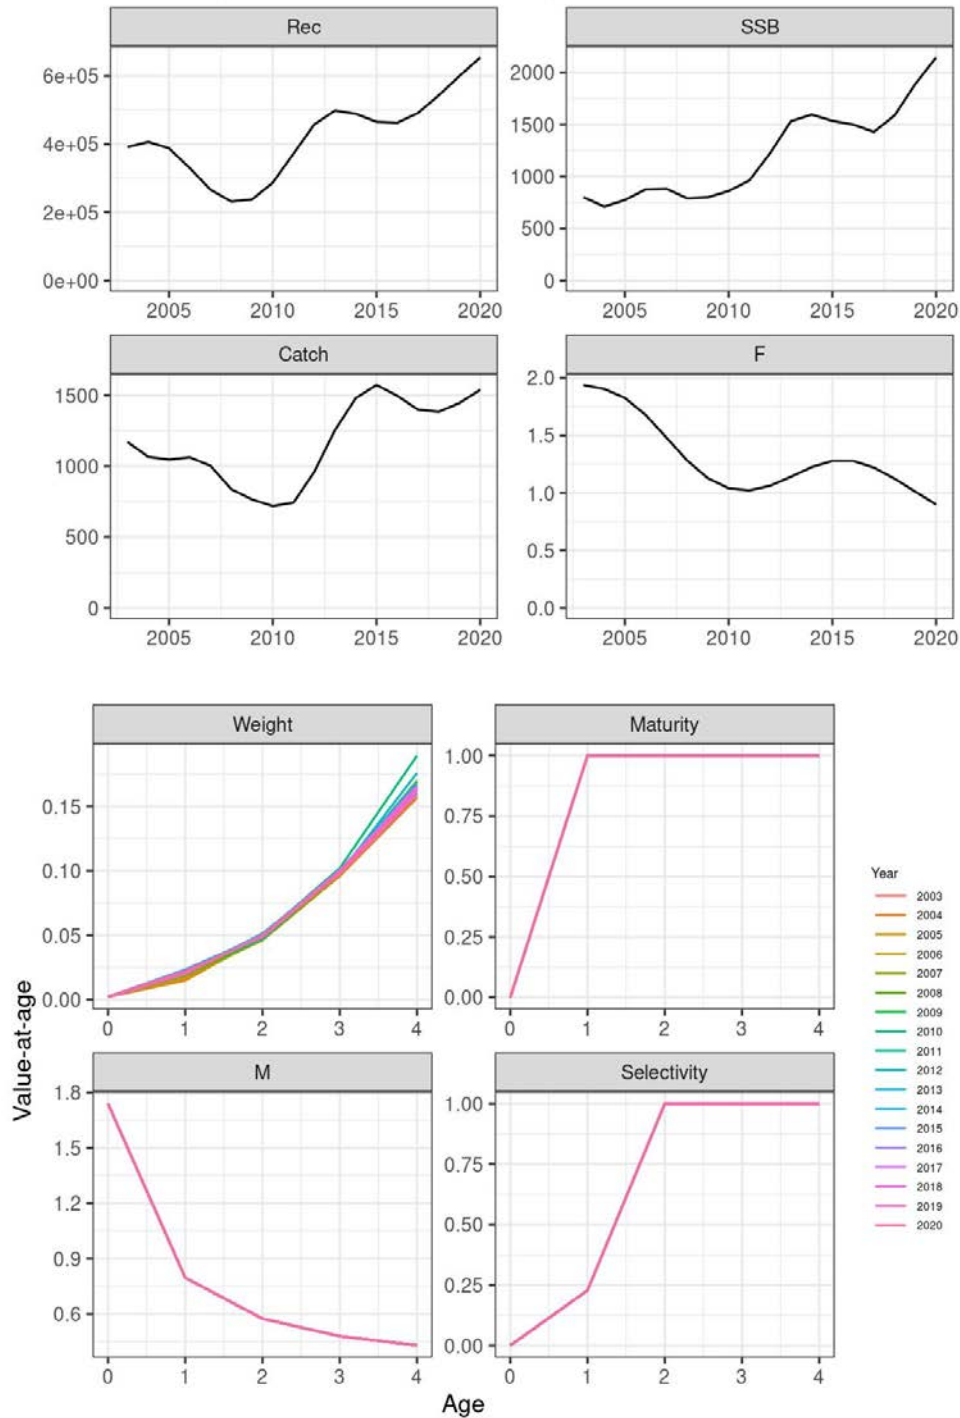 Rec
SSB
6e+05
4e+05
2e+05
0e+00
2000
1500
1000
500
0
2005 2010 2015 2020
2005 2010 2015 2020
Catch
F
1500
1000
500
0
2.0
1.5
1.0
0.5
0.0
2005 2010 2015 2020
2005 2010 2015 2020
Weight
Maturity
0.15
0.10
0.05
0.00
1.00
0.75
0.50
0.25
0.00
0 1 2 3 4
0 1 2 3 4
M
Selectivity
1.8
1.5
1.2
0.9
0.6
1.00
0.75
0.50
0.25
0.00
0 1 2 3 4
0 1 2 3 4
Value-at-age
Age
Year
2003
2004
2005
2006
2007
2008
2009
2010
2011
2012
2013
2014
2015
2016
2017
2018
2019
2020